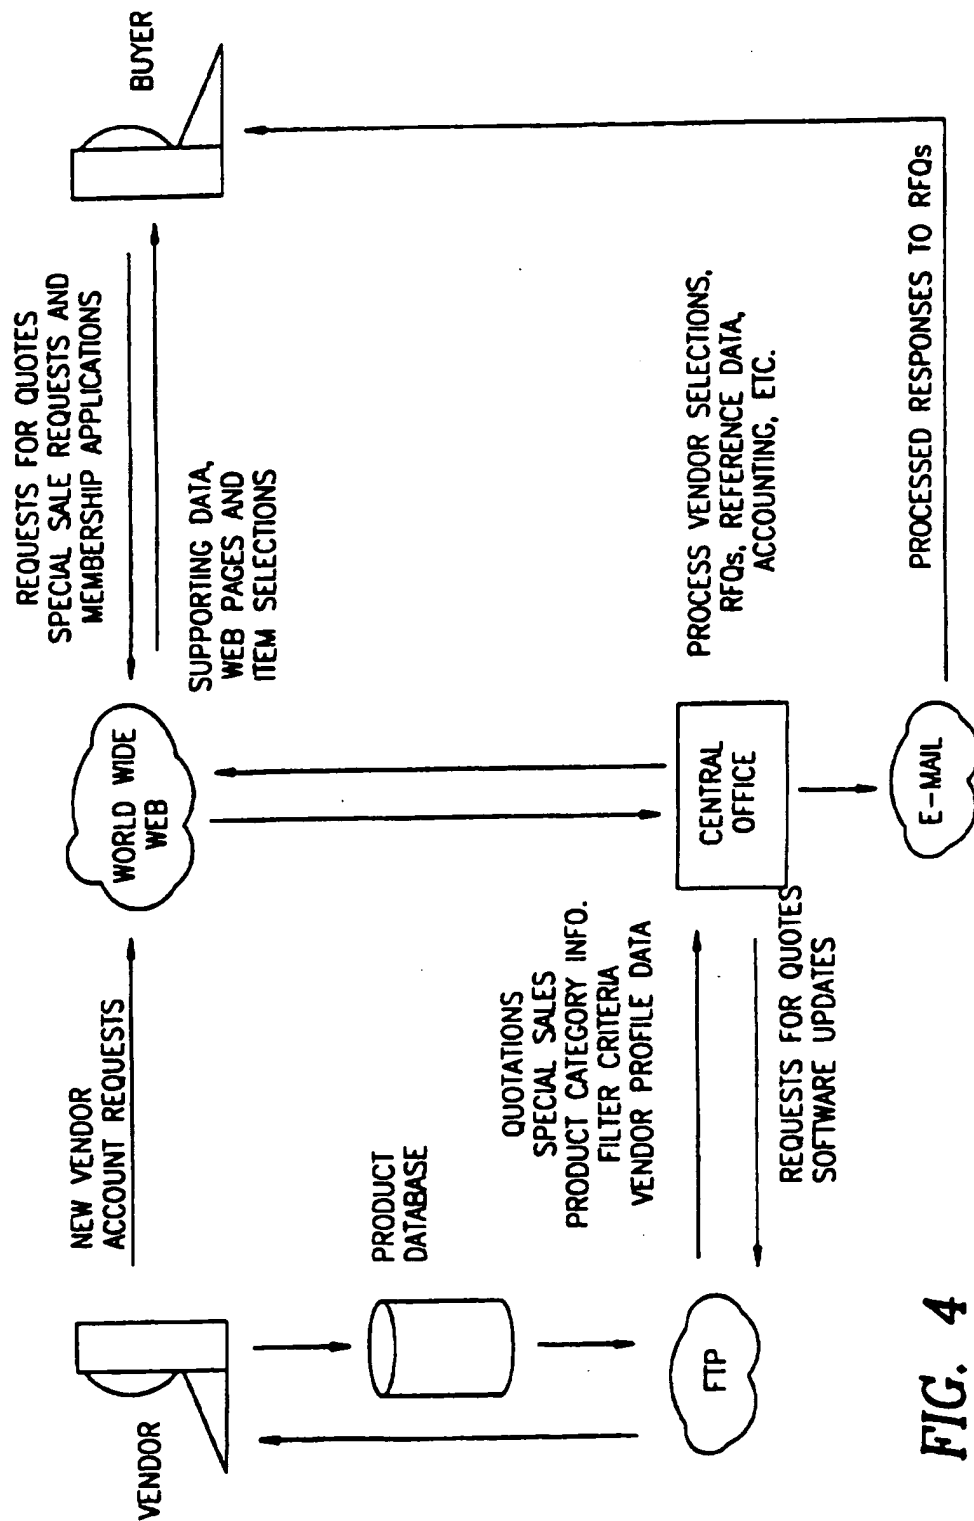 NEW VENDOR
ACCOUNT REQUESTS
REQUESTS FOR QUOTES
SPECIAL SALE REQUESTS AND
MEMBERSHIP APPLICATIONS
VENDOR
WORLD WIDE
WEB
BUYER
SUPPORTING DATA,
WEB PAGES AND
ITEM SELECTIONS
PRODUCT
DATABASE
QUOTATIONS
SPECIAL SALES
PRODUCT CATEGORY INFO.
FILTER CRITERIA
VENDOR PROFILE DATA
FTP
CENTRAL
OFFICE
PROCESS VENDOR SELECTIONS,
RFQs, REFERENCE DATA,
ACCOUNTING, ETC.
REQUESTS FOR QUOTES
SOFTWARE UPDATES
E-MAIL
PROCESSED RESPONSES TO RFQs
FIG. 4